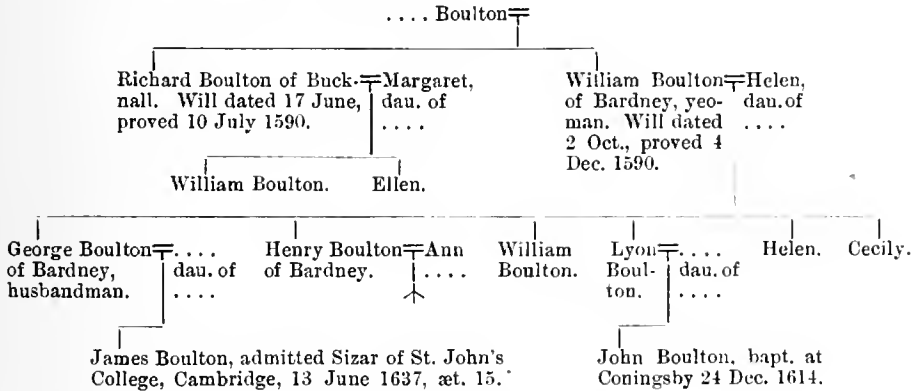 .... Boulton
Richard Boulton of Buck-
nall. Will dated 17 June,
proved 10 July 1590.
Margaret,
dau. of
....
William Boulton
of Bardney, yeo-
man. Will dated
2 Oct., proved 4
Dec. 1590.
Helen,
dau. of
....
William Boulton.
Ellen.
George Boulton
of Bardney,
husbandman.
....
dau. of
....
Henry Boulton
of Bardney.
Ann
....
William
Boulton.
Lyon
Boul-
ton.
....
dau. of
....
Helen.
Cecily.
James Boulton, admitted Sizar of St. John's
College, Cambridge, 13 June 1637, æt. 15.
John Boulton, bapt. at
Coningsby 24 Dec. 1614.